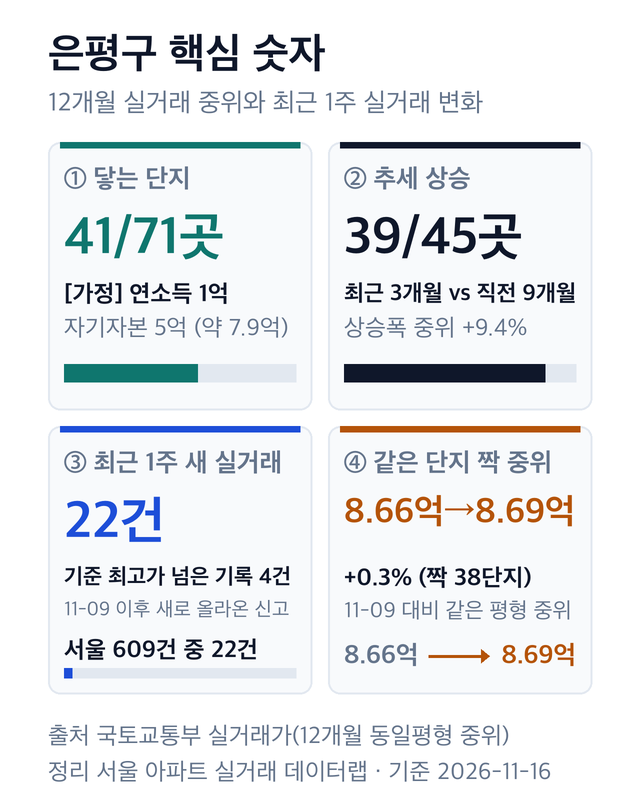 은평구 핵심 숫자
12개월 실거래 중위와 최근 1주 실거래 변화
① 닿는 단지
41/71곳
[가정] 연소득 1억
자기자본 5억 (약 7.9억)
② 추세 상승
39/45곳
최근 3개월 vs 직전 9개월
상승폭 중위 +9.4%
③ 최근 1주 새 실거래
22건
기준 최고가 넘은 기록 4건
11-09 이후 새로 올라온 신고
서울 609건 중 22건
④ 같은 단지 짝 중위
8.66억→8.69억
+0.3% (짝 38단지)
11-09 대비 같은 평형 중위
8.66억 → 8.69억
출처 국토교통부 실거래가(12개월 동일평형 중위)
정리 서울 아파트 실거래 데이터랩 · 기준 2026-11-16